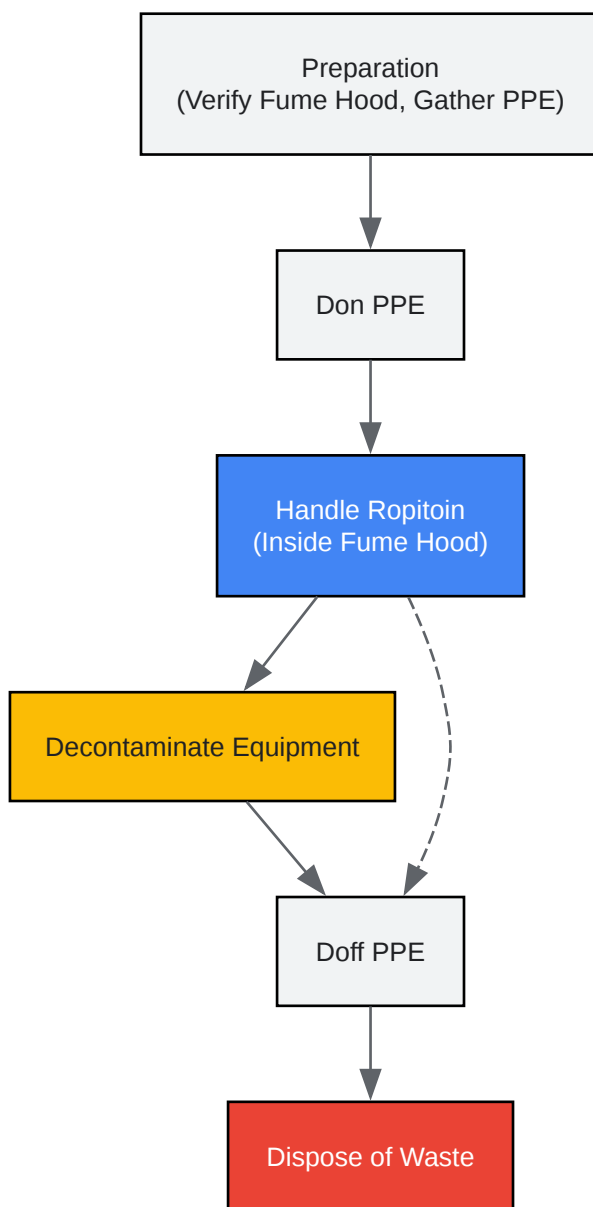 Preparation
(Verify Fume Hood, Gather PPE)
Don PPE
Handle Ropitoin
(Inside Fume Hood)
Decontaminate Equipment
Doff PPE
Dispose of Waste